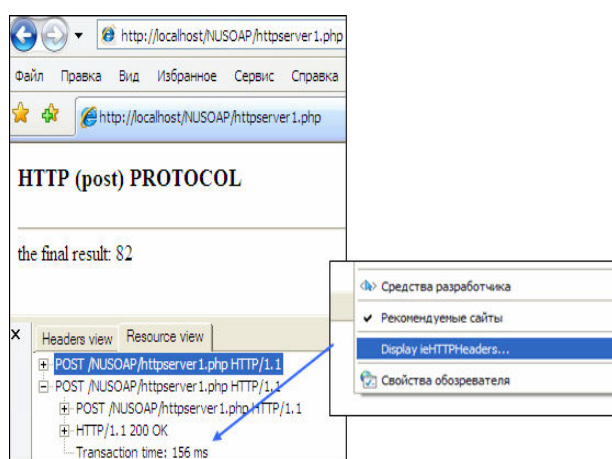 http://localhost/NUSOAP/httpserver1.php
Файл Правка Вид Избранное Сервис Справка
http://localhost/NUSOAP/httpserver1.php
HTTP (post) PROTOCOL
the final result: 82
Средства разработчика
Рекомендуемые сайты
Display ieHTTPHeaders...
Свойства обозревателя
X Headers view Resource view
POST /NUSOAP/httpserver1.php HTTP/1.1
POST /NUSOAP/httpserver1.php HTTP/1.1
POST /NUSOAP/httpserver1.php HTTP/1.1
HTTP/1.1 200 OK
Transaction time: 156 ms